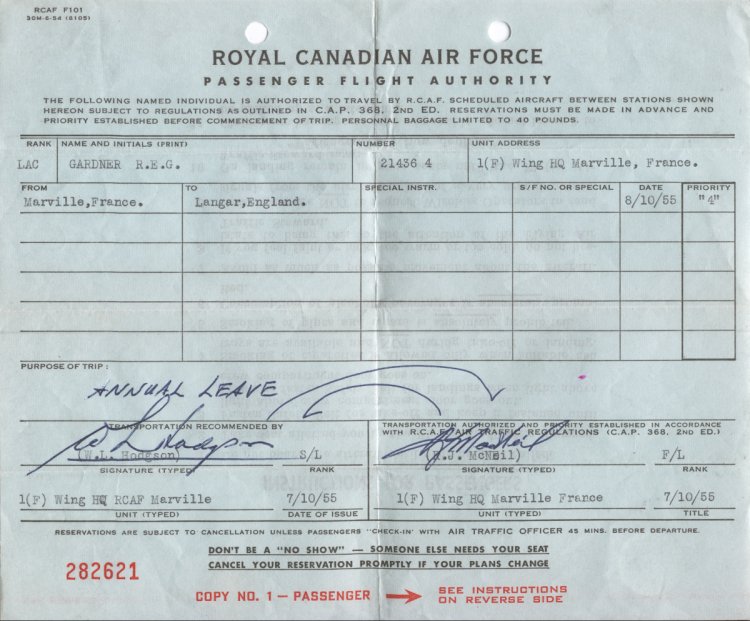 RCAF F101
30M-6-54 (8105)
ROYAL CANADIAN AIR FORCE
PASSENGER FLIGHT AUTHORITY
THE FOLLOWING NAMED INDIVIDUAL IS AUTHORIZED TO TRAVEL BY R.C.A.F. SCHEDULED AIRCRAFT BETWEEN STATIONS SHOWN
HEREON SUBJECT TO REGULATIONS AS OUTLINED IN C.A.P. 368, 2ND ED. RESERVATIONS MUST BE MADE IN ADVANCE AND
PRIORITY ESTABLISHED BEFORE COMMENCEMENT OF TRIP. PERSONNAL BAGGAGE LIMITED TO 40 POUNDS.
RANK NAME AND INITIALS (PRINT) NUMBER UNIT ADDRESS
LAC GARDNER R.E.G. 21436 4 1(F) Wing HQ Marville, France.
FROM TO SPECIAL INSTR. S/F NO. OR SPECIAL DATE PRIORITY
Marville,France. Langar,England. 8/10/55 "4"
PURPOSE OF TRIP:
ANNUAL LEAVE
TRANSPORTATION RECOMMENDED BY TRANSPORTATION AUTHORIZED AND PRIORITY ESTABLISHED IN ACCORDANCE
WITH R.C.A.F. AIR TRAFFIC REGULATIONS (C.A.P. 368, 2ND ED.)
W L Hodgson
(W.L. Hodgson) S/L McNeil) F/L
SIGNATURE (TYPED) RANK SIGNATURE (TYPED) RANK
1(F) Wing HQ RCAF Marville 7/10/55 1(F) Wing HQ Marville France 7/10/55
UNIT (TYPED) DATE OF ISSUE UNIT (TYPED) TITLE
RESERVATIONS ARE SUBJECT TO CANCELLATION UNLESS PASSENGERS "CHECK-IN' WITH AIR TRAFFIC OFFICER 45 MINS. BEFORE DEPARTURE.
DON'T BE A "NO SHOW" — SOMEONE ELSE NEEDS YOUR SEAT
CANCEL YOUR RESERVATION PROMPTLY IF YOUR PLANS CHANGE
282621
COPY NO. 1 — PASSENGER → SEE INSTRUCTIONS
ON REVERSE SIDE